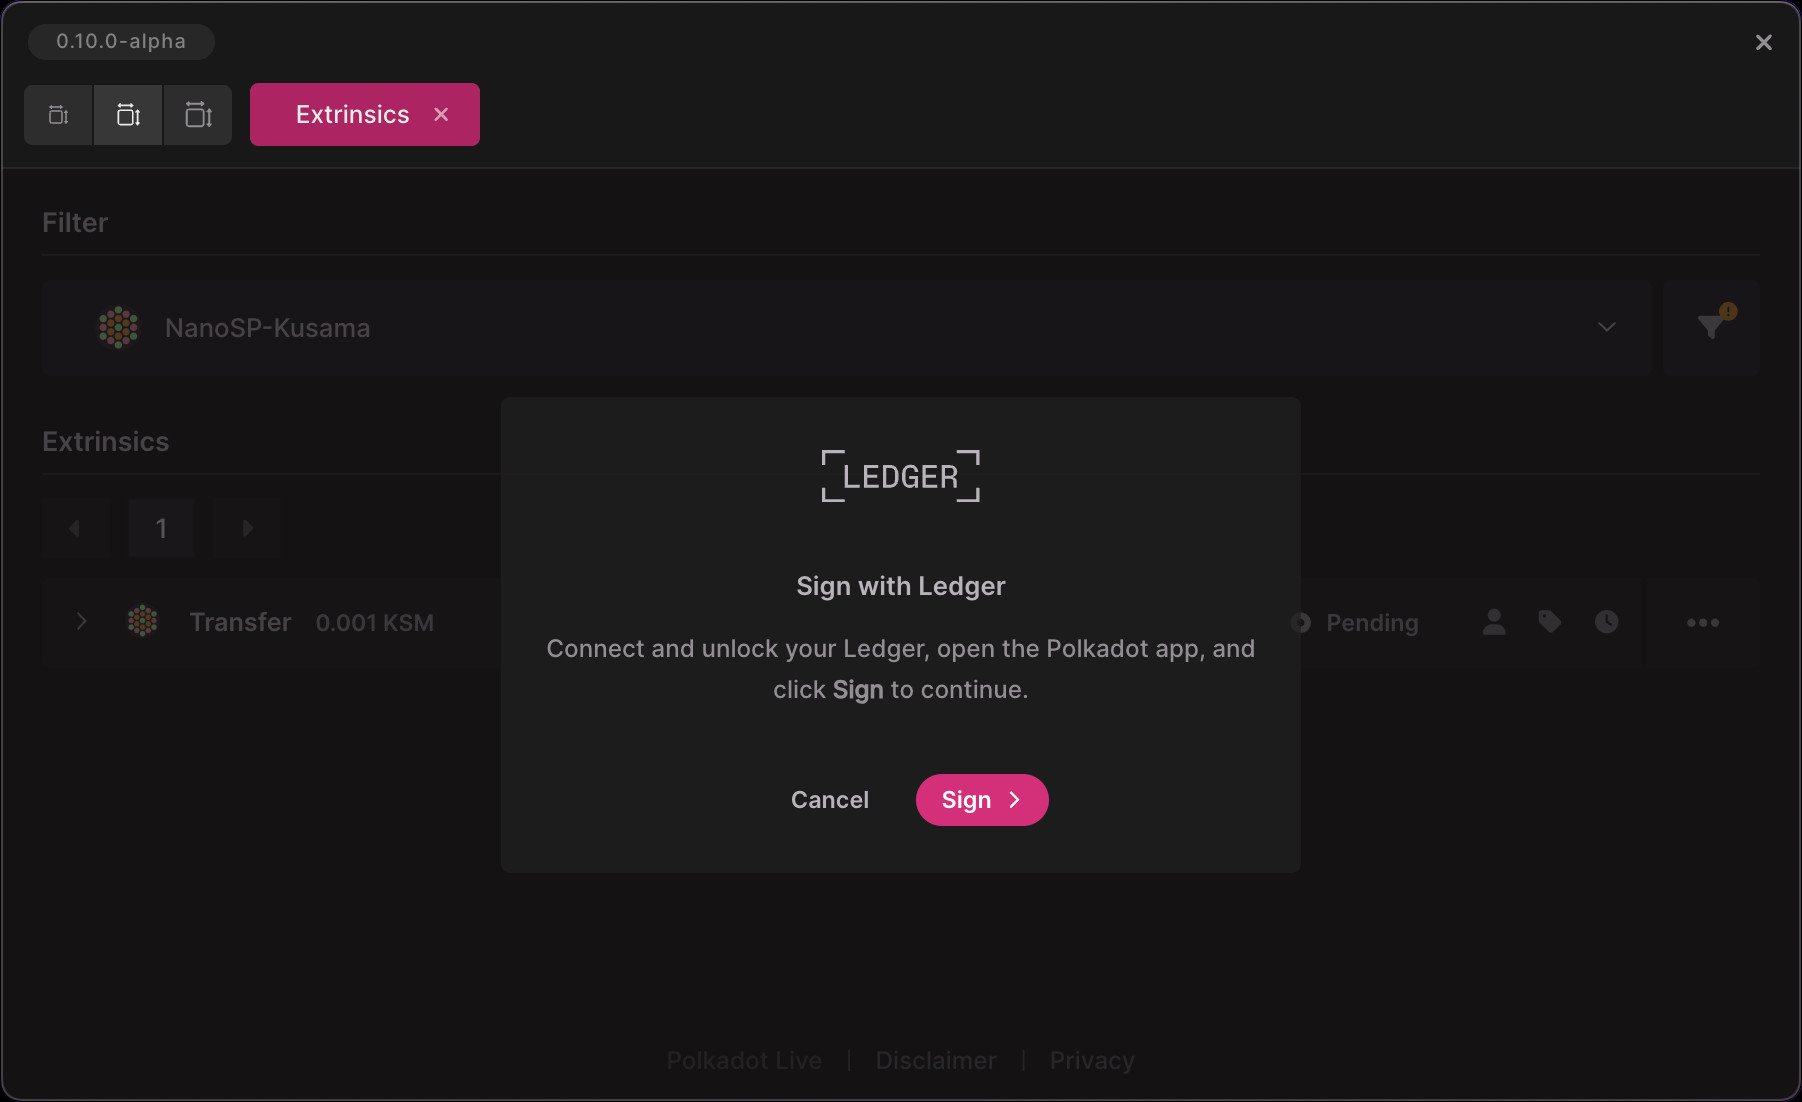 0.10.0-alpha
Extrinsics
Filter
NanoSP-Kusama
Extrinsics
1
Transfer 0.001 KSM
Pending
LEDGER
Sign with Ledger
Connect and unlock your Ledger, open the Polkadot app, and
click Sign to continue.
Cancel
Sign
Polkadot Live | Disclaimer | Privacy